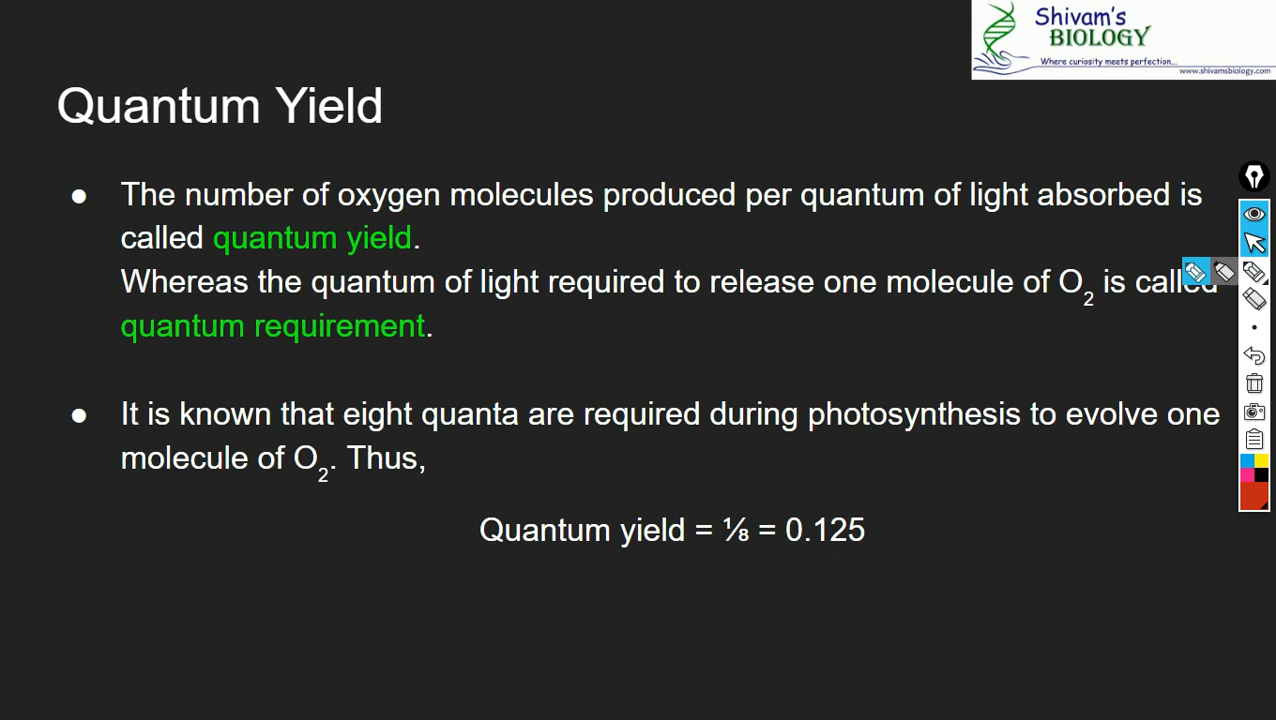 Shivam's
BIOLOGY
Where curiosity meets perfection...
www.shivamsbiology.com
Quantum Yield
● The number of oxygen molecules produced per quantum of light absorbed is
called quantum yield.
Whereas the quantum of light required to release one molecule of O₂ is called
quantum requirement.
● It is known that eight quanta are required during photosynthesis to evolve one
molecule of O₂. Thus,
Quantum yield = ⅛ = 0.125